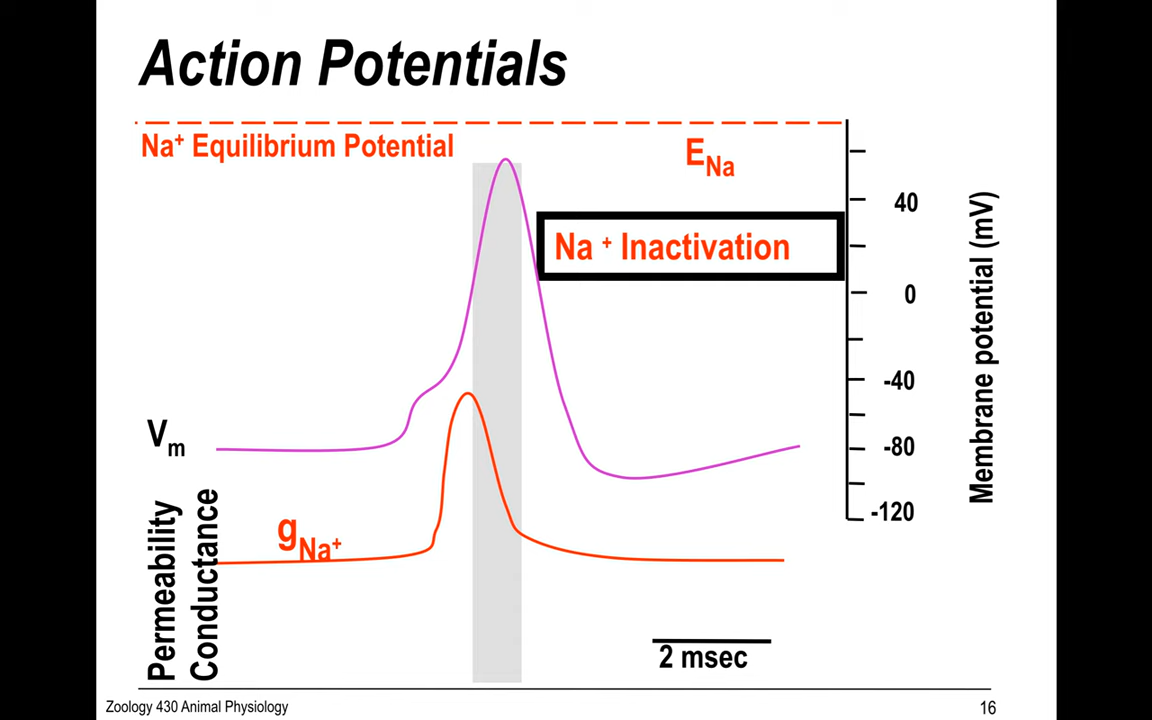 Action Potentials
Na+ Equilibrium Potential
ENa
Na + Inactivation
40
0
-40
-80
-120
Membrane potential (mV)
Vm
Permeability
Conductance
gNa+
2 msec
Zoology 430 Animal Physiology
16